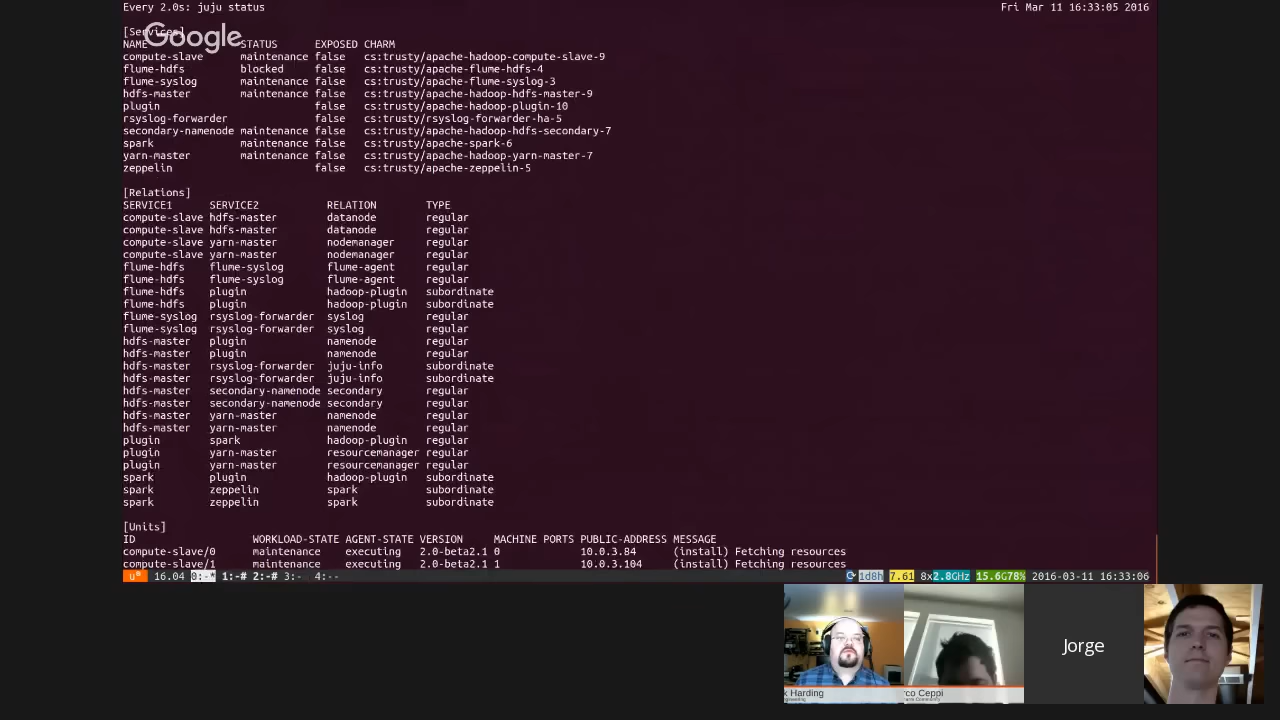 Every 2.0s: juju status Fri Mar 11 16:33:05 2016
Google
[Services]
NAME STATUS EXPOSED CHARM
compute-slave maintenance false cs:trusty/apache-hadoop-compute-slave-9
flume-hdfs blocked false cs:trusty/apache-flume-hdfs-4
flume-syslog maintenance false cs:trusty/apache-flume-syslog-3
hdfs-master maintenance false cs:trusty/apache-hadoop-hdfs-master-9
plugin false cs:trusty/apache-hadoop-plugin-10
rsyslog-forwarder false cs:trusty/rsyslog-forwarder-ha-5
secondary-namenode maintenance false cs:trusty/apache-hadoop-hdfs-secondary-7
spark maintenance false cs:trusty/apache-spark-6
yarn-master maintenance false cs:trusty/apache-hadoop-yarn-master-7
zeppelin false cs:trusty/apache-zeppelin-5
[Relations]
SERVICE1 SERVICE2 RELATION TYPE
compute-slave hdfs-master datanode regular
compute-slave hdfs-master datanode regular
compute-slave yarn-master nodemanager regular
compute-slave yarn-master nodemanager regular
flume-hdfs flume-syslog flume-agent regular
flume-hdfs flume-syslog flume-agent regular
flume-hdfs plugin hadoop-plugin subordinate
flume-hdfs plugin hadoop-plugin subordinate
flume-syslog rsyslog-forwarder syslog regular
flume-syslog rsyslog-forwarder syslog regular
hdfs-master plugin namenode regular
hdfs-master plugin namenode regular
hdfs-master rsyslog-forwarder juju-info subordinate
hdfs-master rsyslog-forwarder juju-info subordinate
hdfs-master secondary-namenode secondary regular
hdfs-master secondary-namenode secondary regular
hdfs-master yarn-master namenode regular
hdfs-master yarn-master namenode regular
plugin spark hadoop-plugin regular
plugin yarn-master resourcemanager regular
plugin yarn-master resourcemanager regular
spark plugin hadoop-plugin subordinate
spark zeppelin spark subordinate
spark zeppelin spark subordinate
[Units]
ID WORKLOAD-STATE AGENT-STATE VERSION MACHINE PORTS PUBLIC-ADDRESS MESSAGE
compute-slave/0 maintenance executing 2.0-beta2.1 0 10.0.3.84 (install) Fetching resources
compute-slave/1 maintenance executing 2.0-beta2.1 1 10.0.3.104 (install) Fetching resources
16.04 0:-* 1:-# 2:-# 3:- 4:-- 1d8h 7.61 8x2.8GHz 15.6G78% 2016-03-11 16:33:06
k Harding
rco Ceppi
Jorge